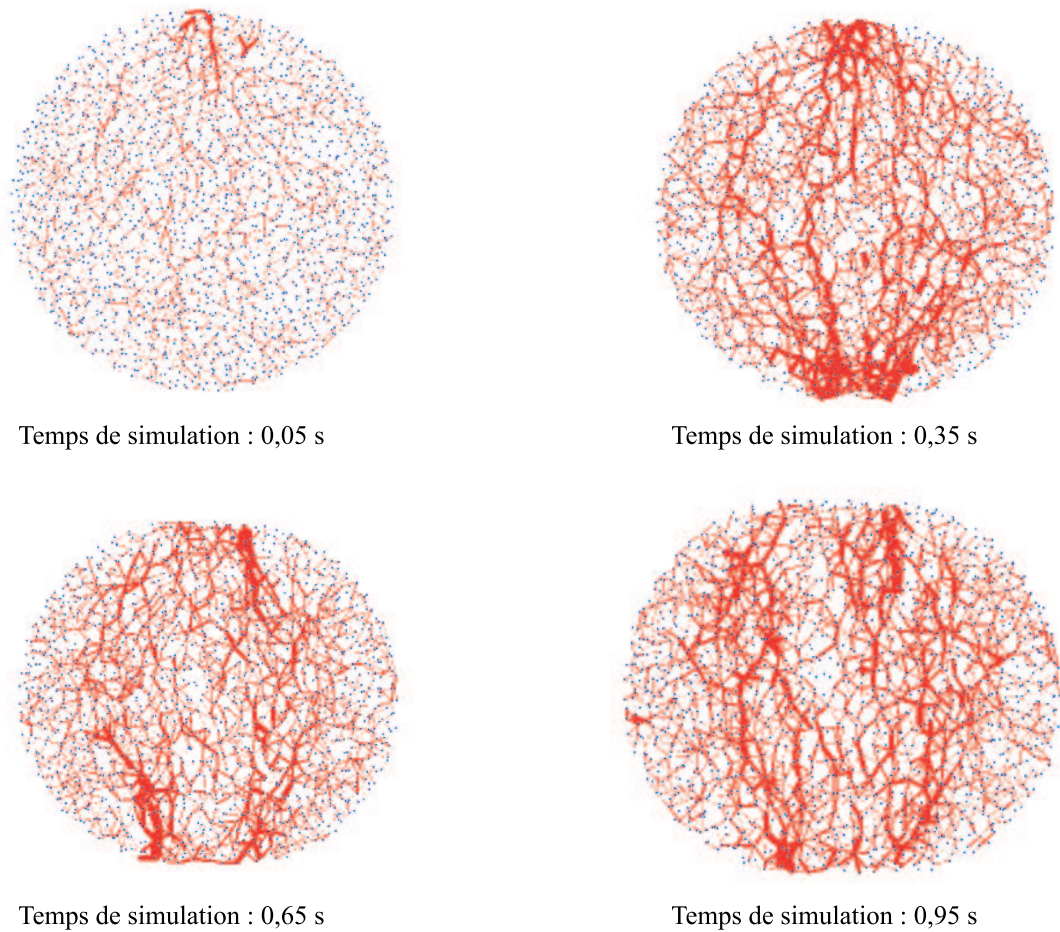 Temps de simulation : 0,05 s
Temps de simulation : 0,35 s
Temps de simulation : 0,65 s
Temps de simulation : 0,95 s